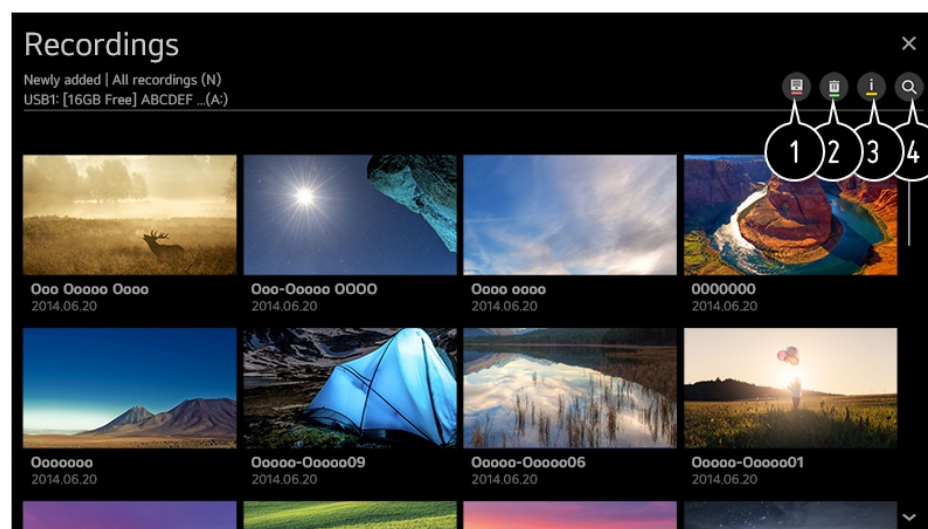 Recordings
Newly added | All recordings (N)
USB1: [16GB Free] ABCDEF ...(A:)
1 2 3 4
Ooo Ooooo Oooo
2014.06.20
Ooo-Ooooo OOOO
2014.06.20
Oooo oooo
2014.06.20
OOOOOOO
2014.06.20
Ooooooo
2014.06.20
Ooooo-Ooooo09
2014.06.20
Ooooo-Ooooo06
2014.06.20
Ooooo-Ooooo01
2014.06.20